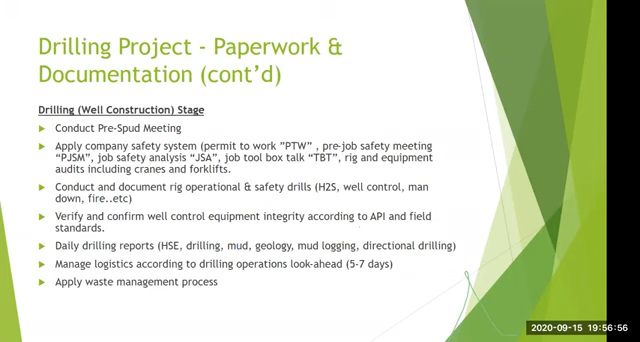 Drilling Project - Paperwork &
Documentation (cont’d)
Drilling (Well Construction) Stage
Conduct Pre-Spud Meeting
Apply company safety system (permit to work ”PTW” , pre-job safety meeting
“PJSM”, job safety analysis “JSA”, job tool box talk “TBT”, rig and equipment
audits including cranes and forklifts.
Conduct and document rig operational & safety drills (H2S, well control, man
down, fire..etc)
Verify and confirm well control equipment integrity according to API and field
standards.
Daily drilling reports (HSE, drilling, mud, geology, mud logging, directional drilling)
Manage logistics according to drilling operations look-ahead (5-7 days)
Apply waste management process
2020-09-15 19:56:56